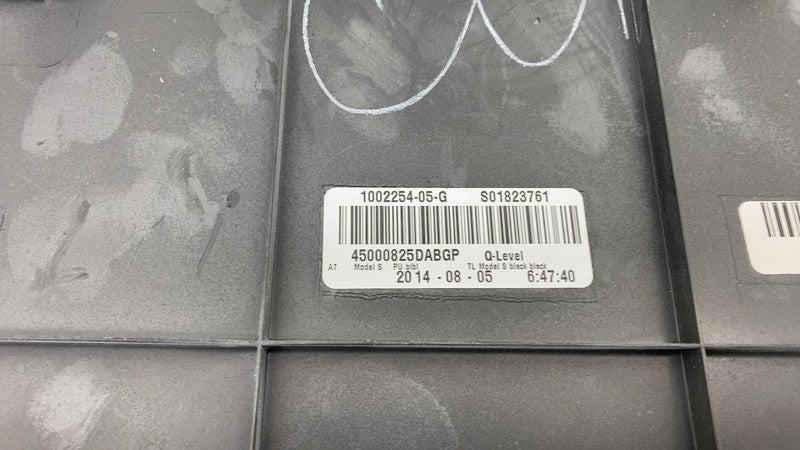 1002254-05-G S01823761
45000825DABGP Q-Level
AT Model S PU blbl TL Model S black black
2014 - 08 - 05 6:47:40